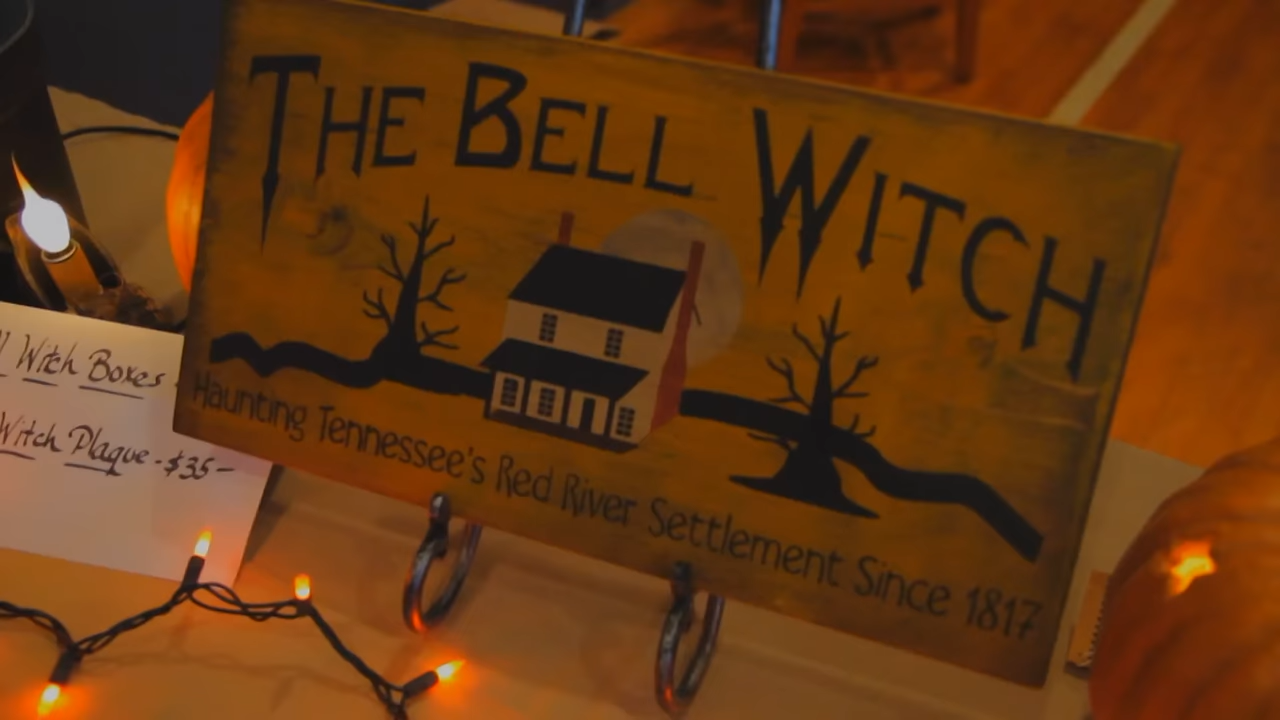 THE BELL WITCH
Haunting Tennessee's Red River Settlement Since 1817
Witch Boxes
Witch Plaque - $35 -